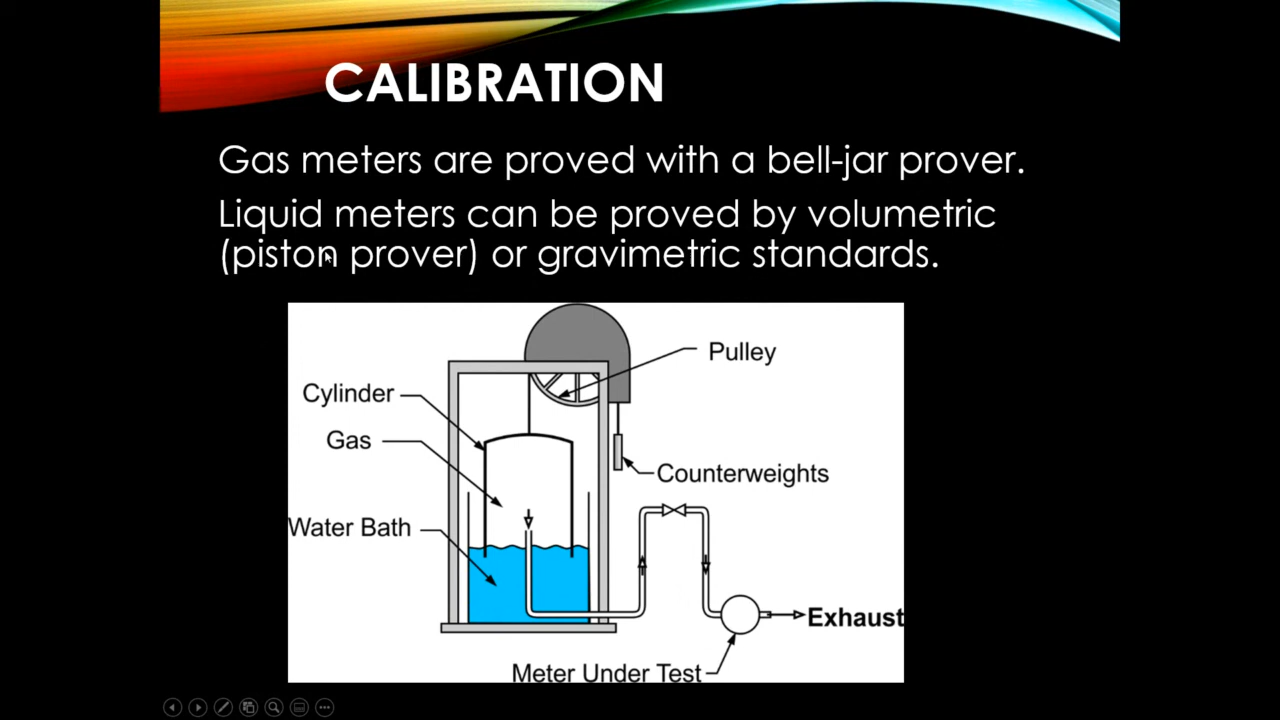 CALIBRATION
Gas meters are proved with a bell-jar prover.
Liquid meters can be proved by volumetric
(piston prover) or gravimetric standards.
Pulley
Cylinder
Gas
Counterweights
Water Bath
Exhaust
Meter Under Test